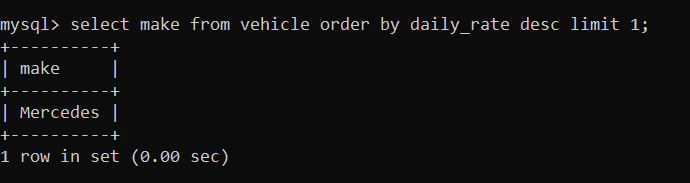 mysql> select make from vehicle order by daily_rate desc limit 1;
+----------+
| make     |
+----------+
| Mercedes |
+----------+
1 row in set (0.00 sec)